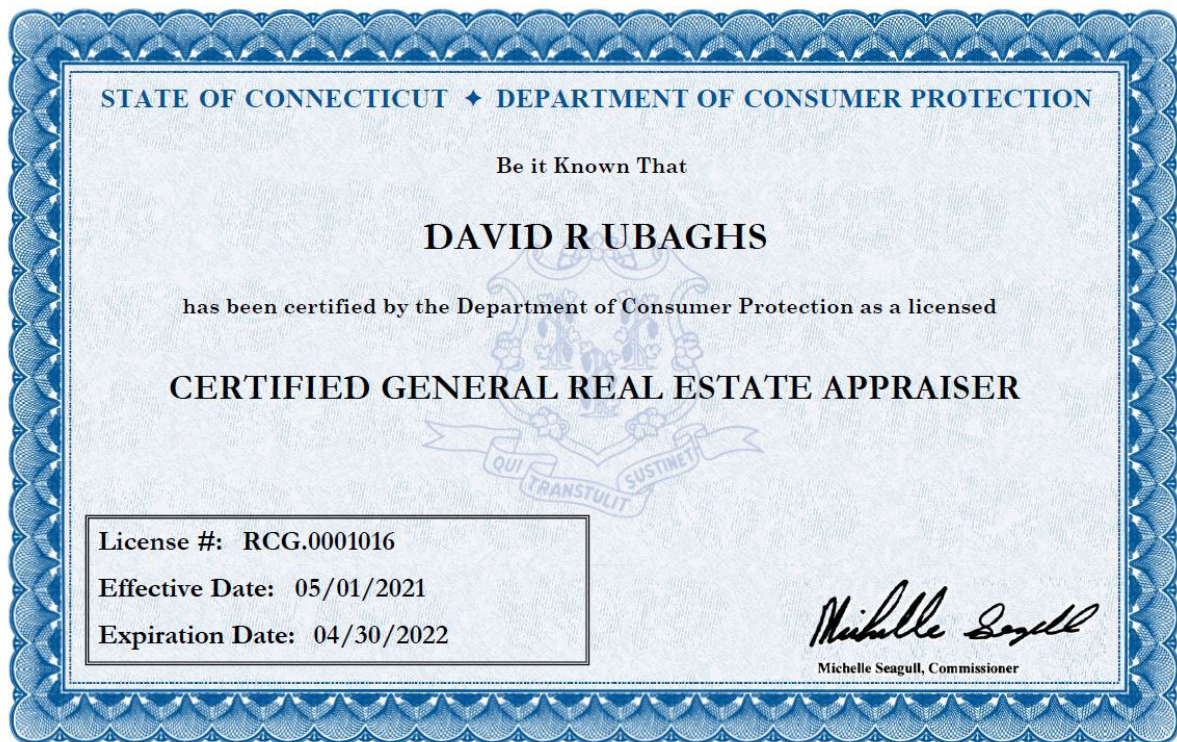 STATE OF CONNECTICUT ✦ DEPARTMENT OF CONSUMER PROTECTION
Be it Known That
DAVID R UBAGHS
has been certified by the Department of Consumer Protection as a licensed
CERTIFIED GENERAL REAL ESTATE APPRAISER
QUI TRANSTULIT SUSTINET
License #: RCG.0001016
Effective Date: 05/01/2021
Expiration Date: 04/30/2022
Michelle Seagull
Michelle Seagull, Commissioner